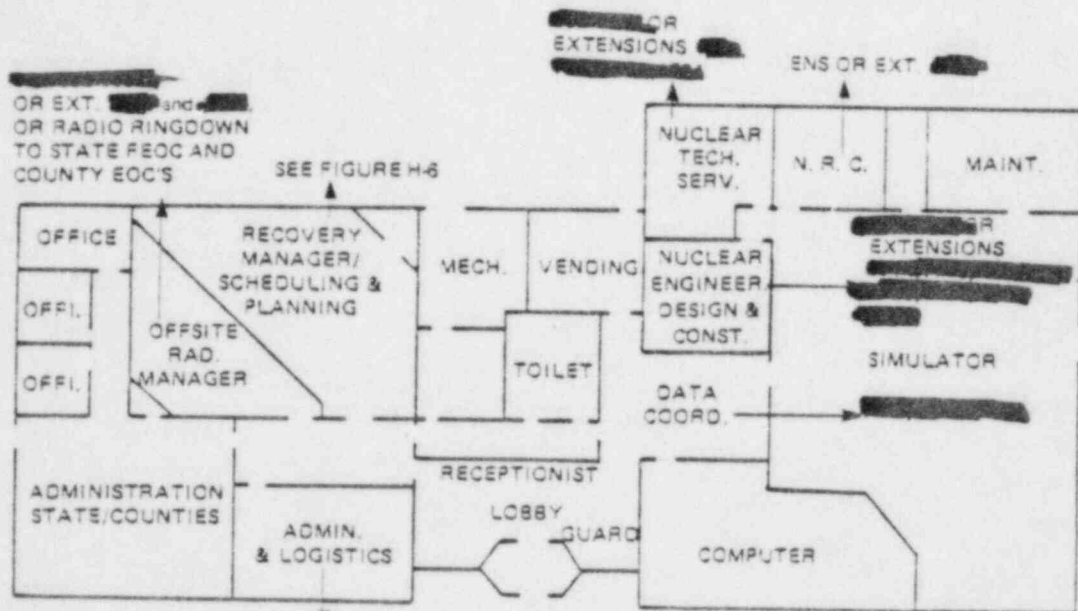 OR
EXTENSIONS
ENS OR EXT.
OR EXT. and
OR RADIO RINGDOWN
TO STATE FEOC AND
COUNTY EOC'S
SEE FIGURE H-6
NUCLEAR
TECH.
SERV.
N. R. C.
MAINT.
OFFICE
RECOVERY
MANAGER/
SCHEDULING &
PLANNING
MECH.
VENDING
NUCLEAR
ENGINEER
DESIGN &
CONST.
EXTENSIONS
OFFI.
OFFSITE
RAD.
MANAGER
OFFI.
TOILET
SIMULATOR
DATA
COORD.
RECEPTIONIST
ADMINISTRATION
STATE/COUNTIES
ADMIN.
& LOGISTICS
LOBBY
GUARD
COMPUTER